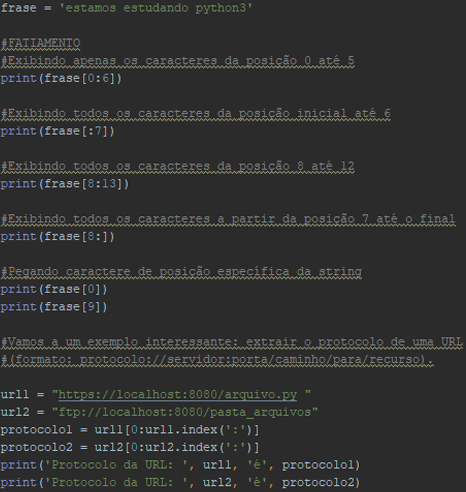 frase = 'estamos estudando python3'
#FATIAMENTO
#Exibindo apenas os caracteres da posição 0 até 5
print(frase[0:6])
#Exibindo todos os caracteres da posição inicial até 6
print(frase[:7])
#Exibindo todos os caracteres da posição 8 até 12
print(frase[8:13])
#Exibindo todos os caracteres a partir da posição 7 até o final
print(frase[8:])
#Pegando caractere de posição específica da string
print(frase[0])
print(frase[9])
#Vamos a um exemplo interessante: extrair o protocolo de uma URL
#(formato: protocolo://servidor:porta/caminho/para/recurso).
url1 = "https://localhost:8080/arquivo.py "
url2 = "ftp://localhost:8080/pasta_arquivos"
protocolo1 = url1[0:url1.index(':')]
protocolo2 = url2[0:url2.index(':')]
print('Protocolo da URL: ', url1, 'é', protocolo1)
print('Protocolo da URL: ', url2, 'é', protocolo2)